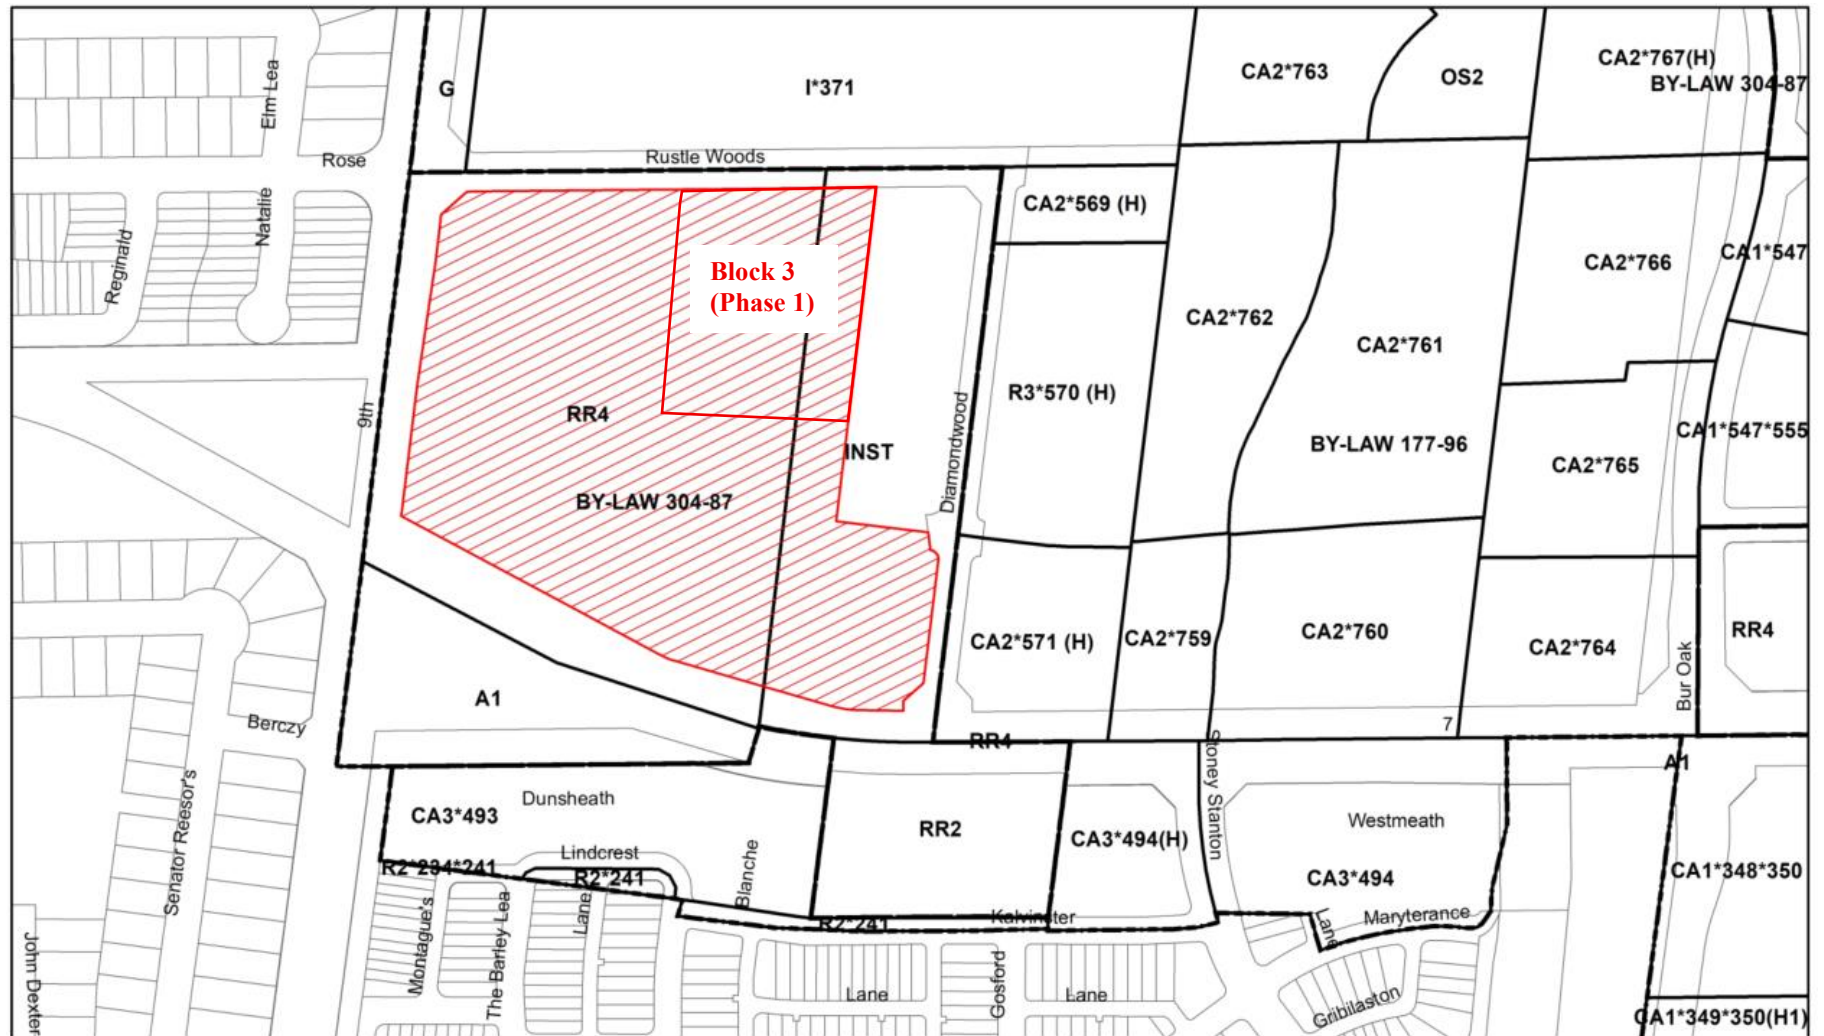 CA2*767(H)
BY-LAW 304-87
CA2*763
OS2
I*371
G
Elm Lea
Rose
Rustle Woods
Natalie
Reginald
CA2*569 (H)
CA1*547
CA2*766
Block 3
(Phase 1)
CA2*762
CA2*761
R3*570 (H)
9th
RR4
Diamondwood
INST
BY-LAW 177-96
CA1*547*555
CA2*765
BY-LAW 304-87
CA2*571 (H)
CA2*759
CA2*760
CA2*764
RR4
Bur Oak
A1
Berczy
7
RR4
Stoney Stanton
A1
Senator Reesor's
Dunsheath
CA3*493
RR2
CA3*494(H)
Westmeath
Lindcrest
R2*234*241
R2*241
Blanche
CA3*494
CA1*348*350
Kalvinster
R2*241
Maryterance
Lane
Montague's
The Barley Lea
Lane
John Dexter
Gosford
Lane
Lane
Gribilaston
CA1*349*350(H1)